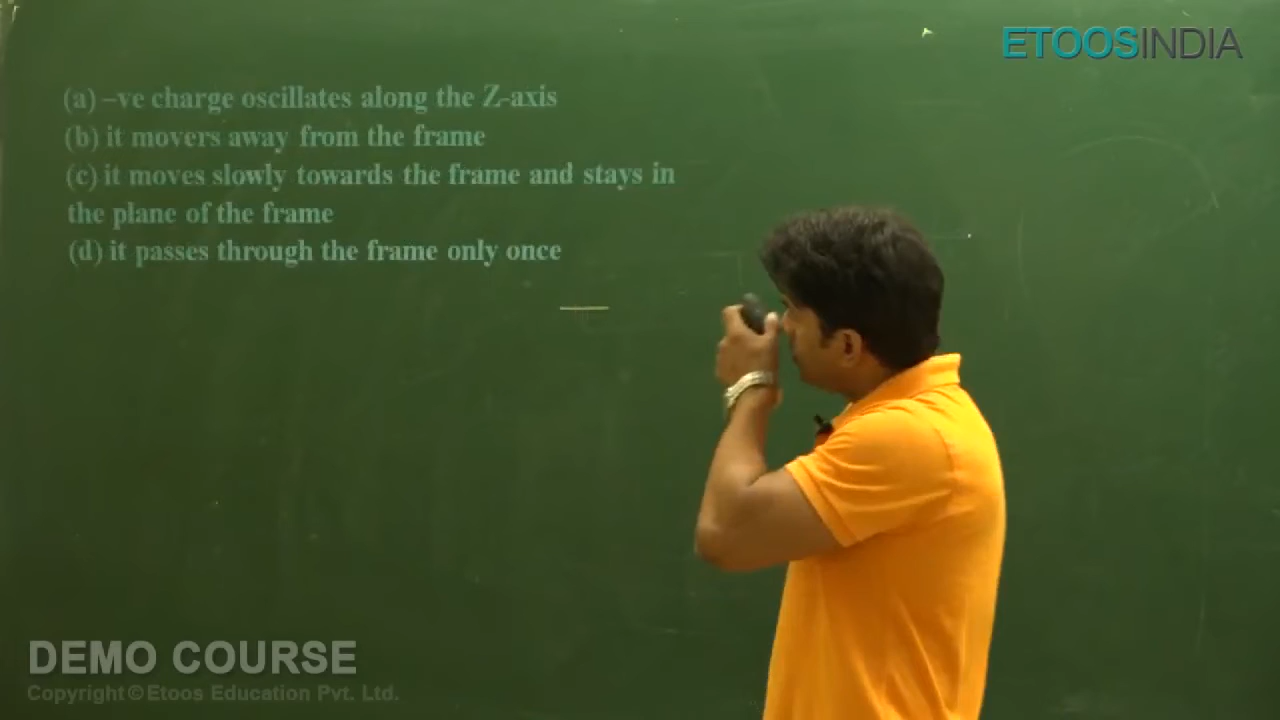 ETOOSINDIA
(a) –ve charge oscillates along the Z-axis
(b) it movers away from the frame
(c) it moves slowly towards the frame and stays in
the plane of the frame
(d) it passes through the frame only once
DEMO COURSE
Copyright © Etoos Education Pvt. Ltd.